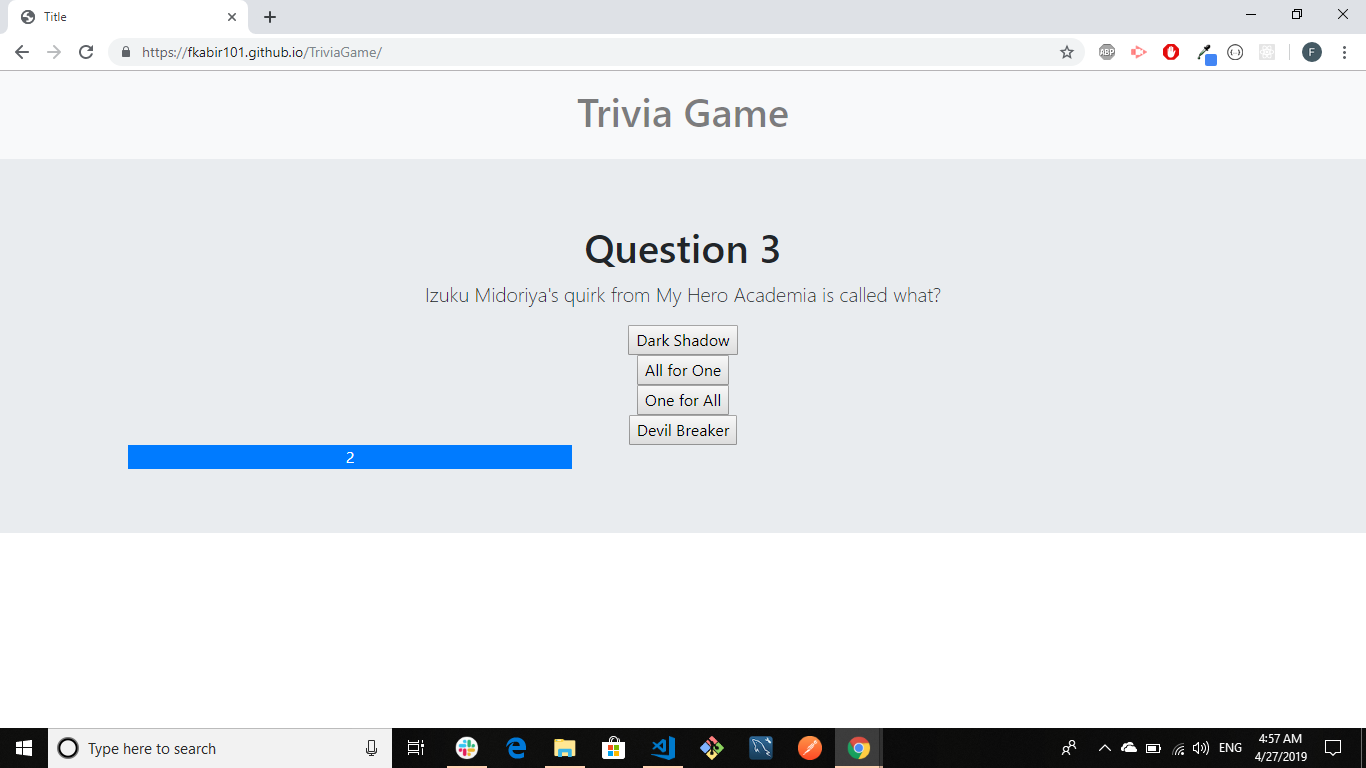 Title
https://fkabir101.github.io/TriviaGame/
ABP
F
Trivia Game
Question 3
Izuku Midoriya's quirk from My Hero Academia is called what?
Dark Shadow
All for One
One for All
Devil Breaker
2
Type here to search
ENG
4:57 AM
4/27/2019